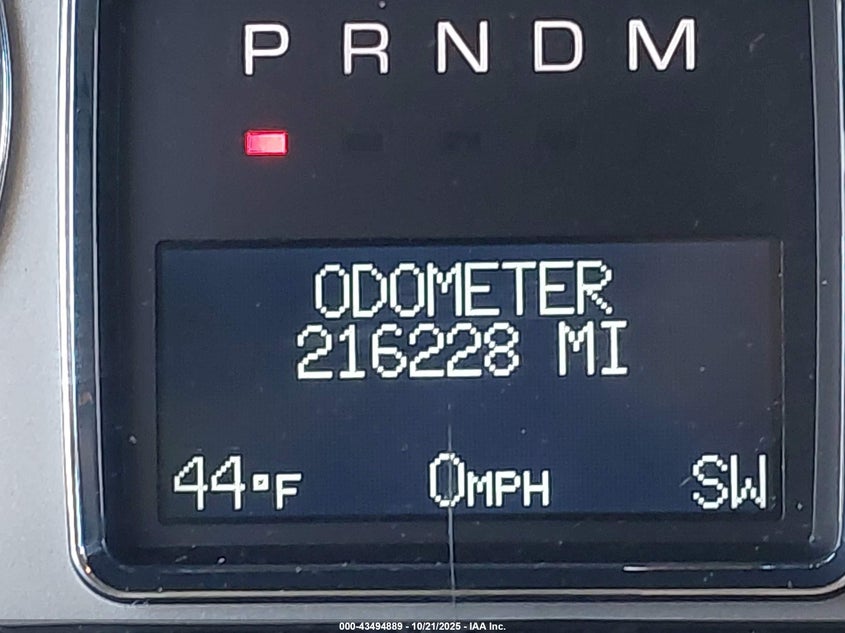 P R N D M
ODOMETER
216228 MI
44°F 0MPH SW
000-43494889 - 10/21/2025 - IAA Inc.